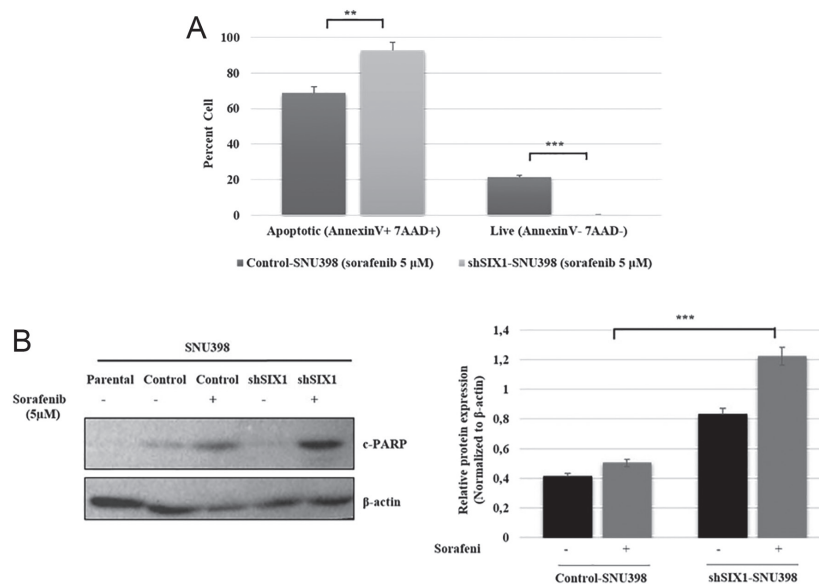 A
**
***
100
80
60
40
20
0
Percent Cell
Apoptotic (AnnexinV+ 7AAD+) Live (AnnexinV- 7AAD-)
Control-SNU398 (sorafenib 5 µM) shSIX1-SNU398 (sorafenib 5 µM)
B
SNU398
Parental Control Control shSIX1 shSIX1
Sorafenib - - + - +
(5µM)
c-PARP
β-actin
***
1,4
1,2
1
0,8
0,6
0,4
0,2
0
Relative protein expression
(Normalized to β-actin)
Sorafeni - + - +
Control-SNU398 shSIX1-SNU398